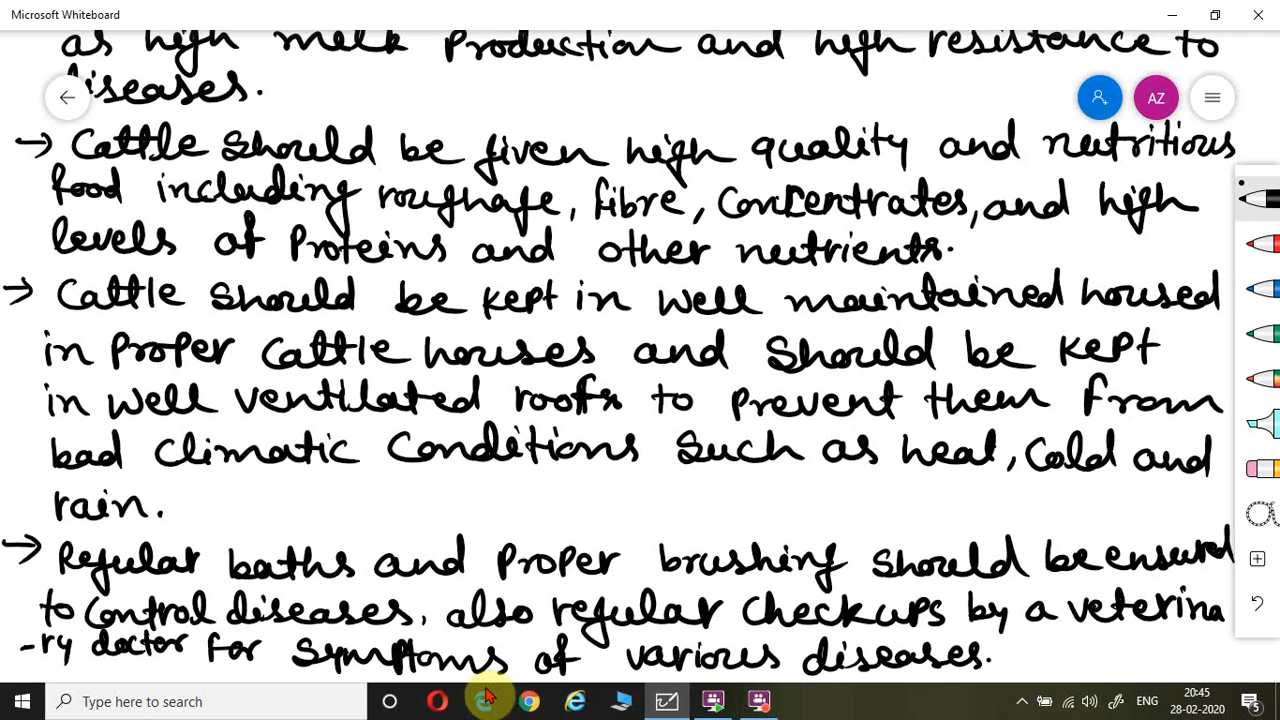 Microsoft Whiteboard
as high melk Production and high resistance to
diseases.
AZ
→ Cattle should be given high quality and nutritious
food including roughage, fibre, Concentrates, and high
levels of Proteins and other nutrients.
→ Cattle should be kept in well maintained housed
in proper cattle houses and should be kept
in well ventilated roofs to prevent them from
bad climatic Conditions such as heat, Cold and
rain.
→ Regular baths and proper brushing should be ensured
to Control diseases, also regular Checkups by a veterina
-ry doctor for symptoms of various diseases.
Type here to search
ENG
20:45
28-02-2020
5